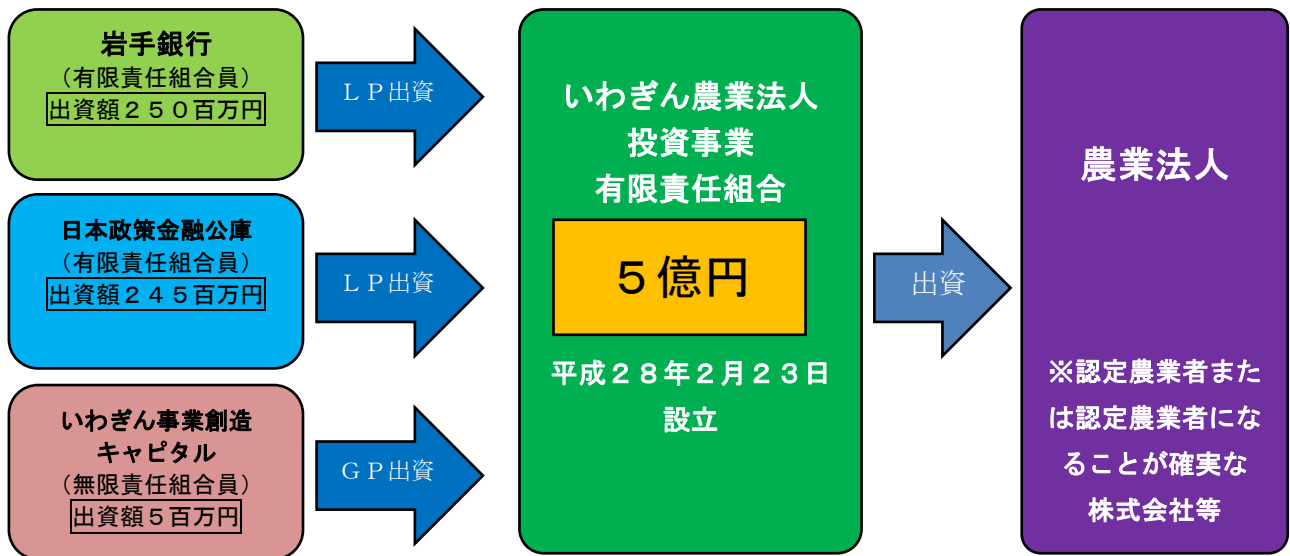 岩手銀行
（有限責任組合員）
出資額２５０百万円
ＬＰ出資
日本政策金融公庫
（有限責任組合員）
出資額２４５百万円
ＬＰ出資
いわぎん事業創造
キャピタル
（無限責任組合員）
出資額５百万円
ＧＰ出資
いわぎん農業法人
投資事業
有限責任組合
５億円
平成２８年２月２３日
設立
出資
農業法人
※認定農業者また
は認定農業者にな
ることが確実な
株式会社等